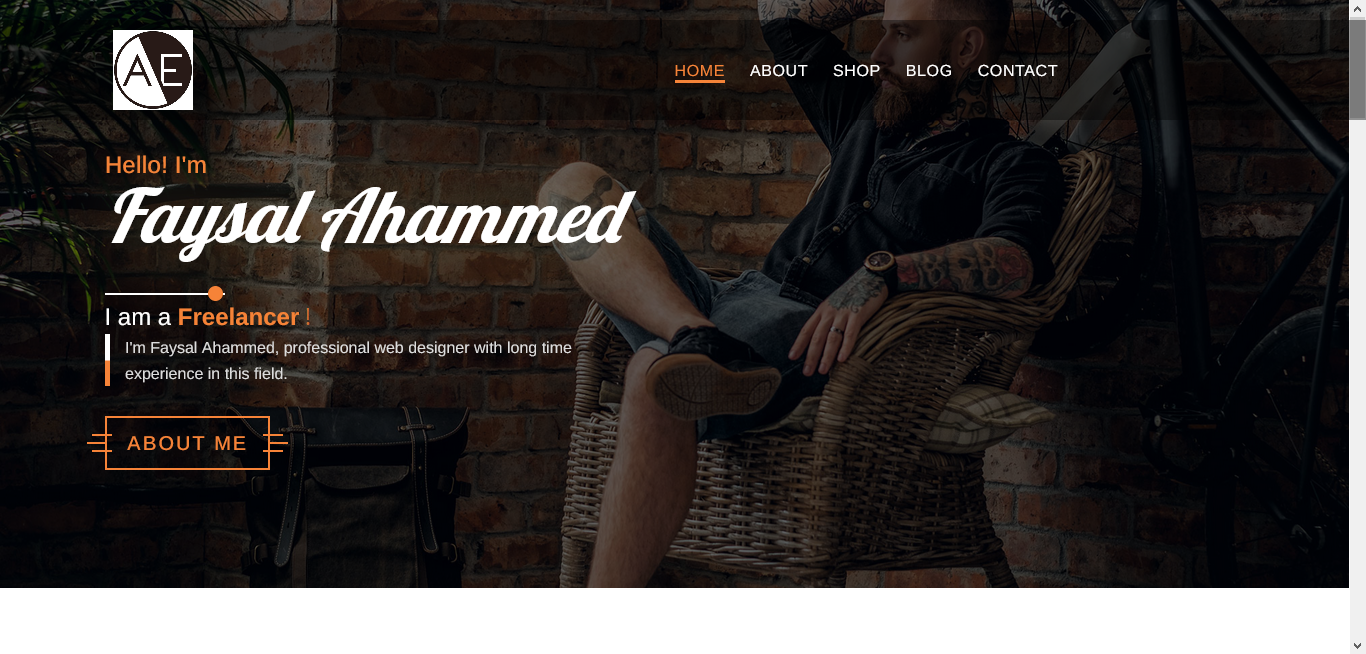 AE
HOME ABOUT SHOP BLOG CONTACT
Hello! I'm
Faysal Ahammed
I am a Freelancer !
I'm Faysal Ahammed, professional web designer with long time
experience in this field.
ABOUT ME